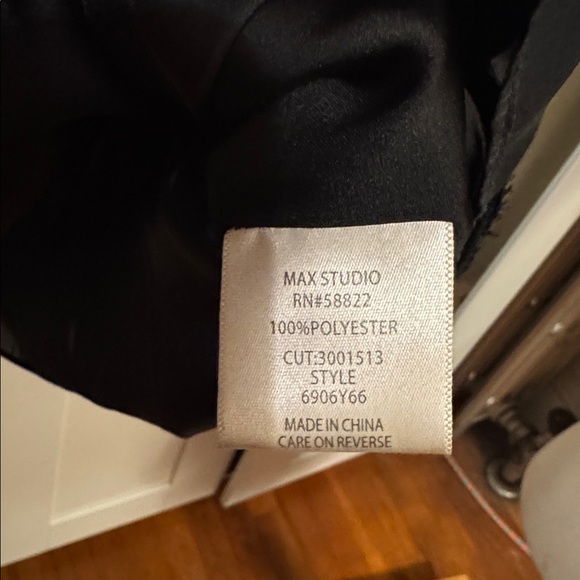 MAX STUDIO
RN#58822
100%POLYESTER
CUT:3001513
STYLE
6906Y66
MADE IN CHINA
CARE ON REVERSE